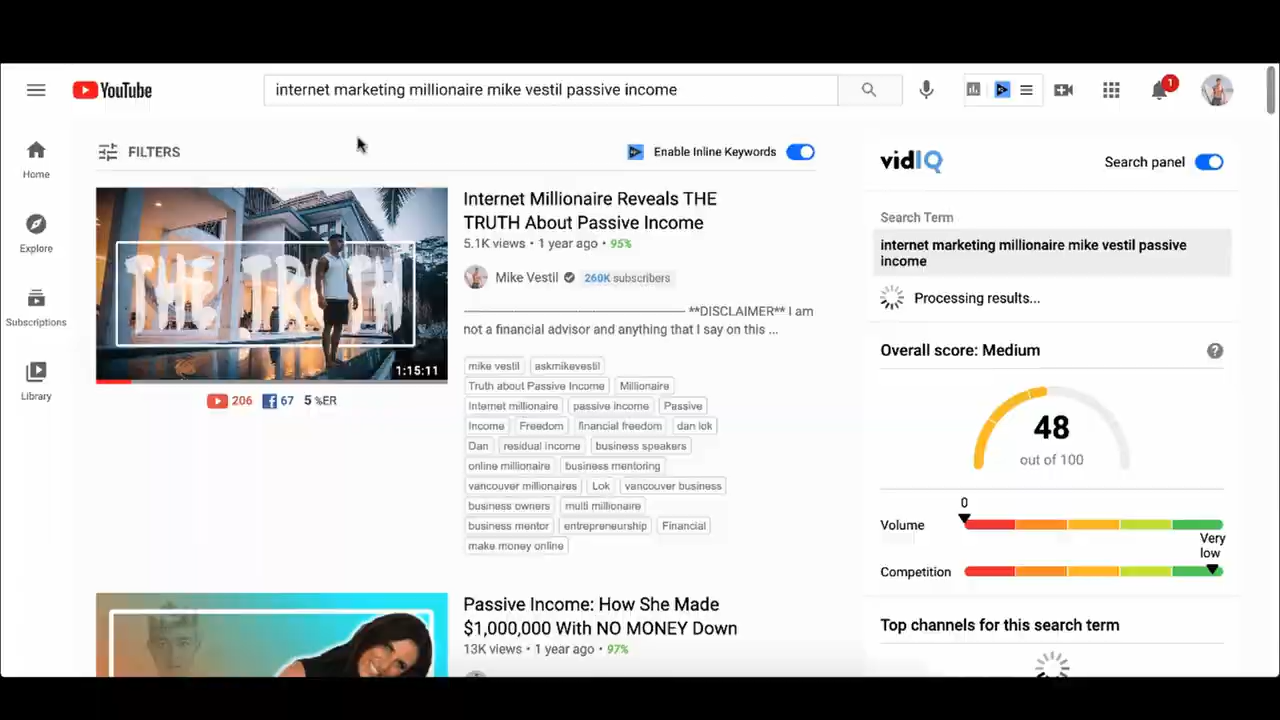 YouTube
internet marketing millionaire mike vestil passive income
1
Home
Explore
Subscriptions
Library
FILTERS
Enable Inline Keywords
THE TRUTH
1:15:11
206 67 5 %ER
Internet Millionaire Reveals THE
TRUTH About Passive Income
5.1K views • 1 year ago • 95%
Mike Vestil 260K subscribers
**DISCLAIMER** I am
not a financial advisor and anything that I say on this ...
mike vestil askmikevestil
Truth about Passive Income Millionaire
Internet millionaire passive income Passive
Income Freedom financial freedom dan lok
Dan residual income business speakers
online millionaire business mentoring
vancouver millionaires Lok vancouver business
business owners multi millionaire
business mentor entrepreneurship Financial
make money online
Passive Income: How She Made
$1,000,000 With NO MONEY Down
13K views • 1 year ago • 97%
vidIQ
Search panel
Search Term
internet marketing millionaire mike vestil passive
income
Processing results...
Overall score: Medium
?
48
out of 100
0
Volume
Very
low
Competition
Top channels for this search term